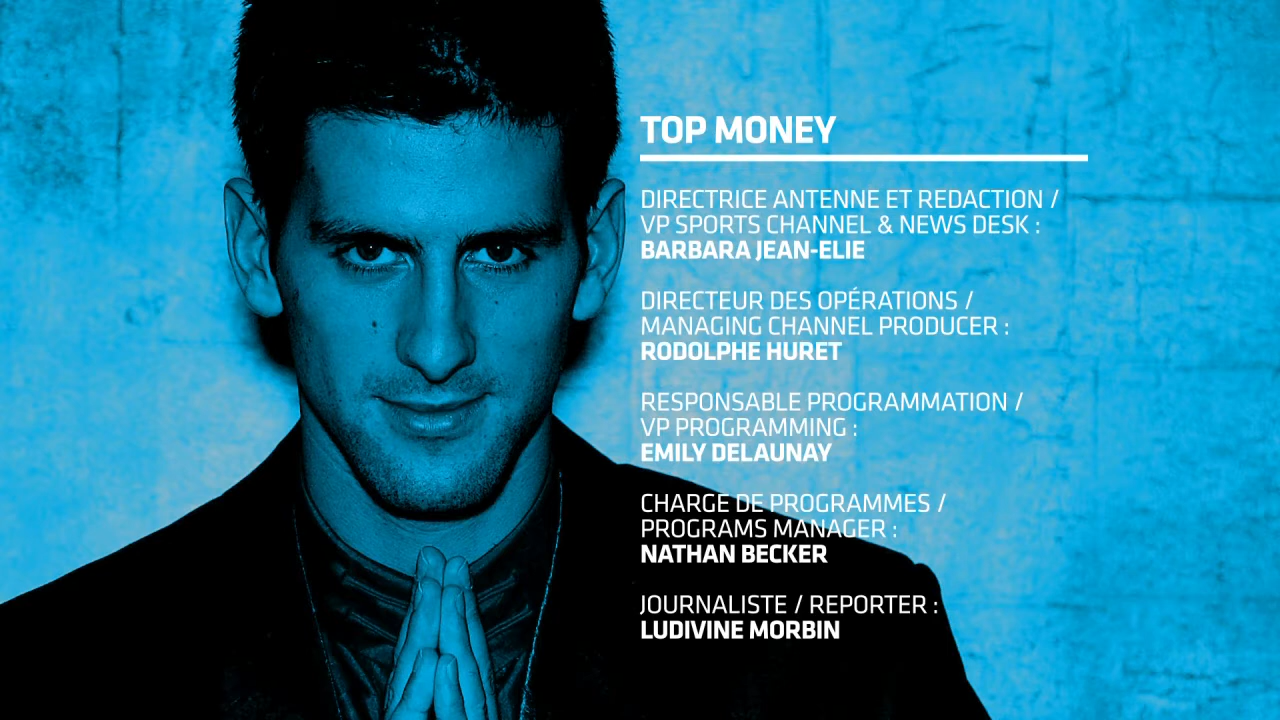 TOP MONEY
DIRECTRICE ANTENNE ET REDACTION /
VP SPORTS CHANNEL & NEWS DESK :
BARBARA JEAN-ELIE
DIRECTEUR DES OPÉRATIONS /
MANAGING CHANNEL PRODUCER :
RODOLPHE HURET
RESPONSABLE PROGRAMMATION /
VP PROGRAMMING :
EMILY DELAUNAY
CHARGE DE PROGRAMMES /
PROGRAMS MANAGER :
NATHAN BECKER
JOURNALISTE / REPORTER :
LUDIVINE MORBIN